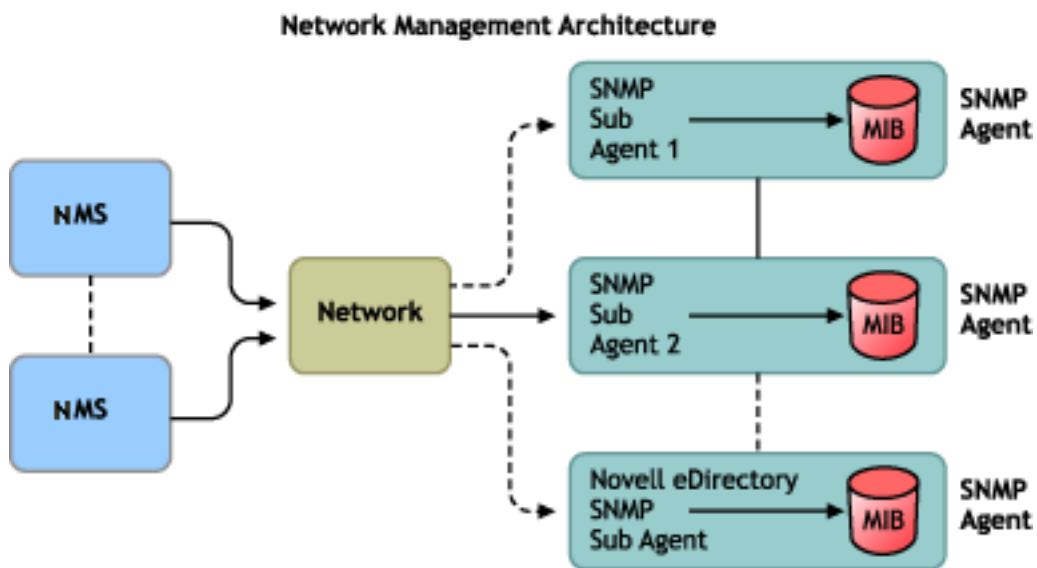 Network Management Architecture
NMS
NMS
Network
SNMP
Sub
Agent 1
MIB
SNMP
Agent
SNMP
Sub
Agent 2
MIB
SNMP
Agent
Novell eDirectory
SNMP
Sub Agent
MIB
SNMP
Agent